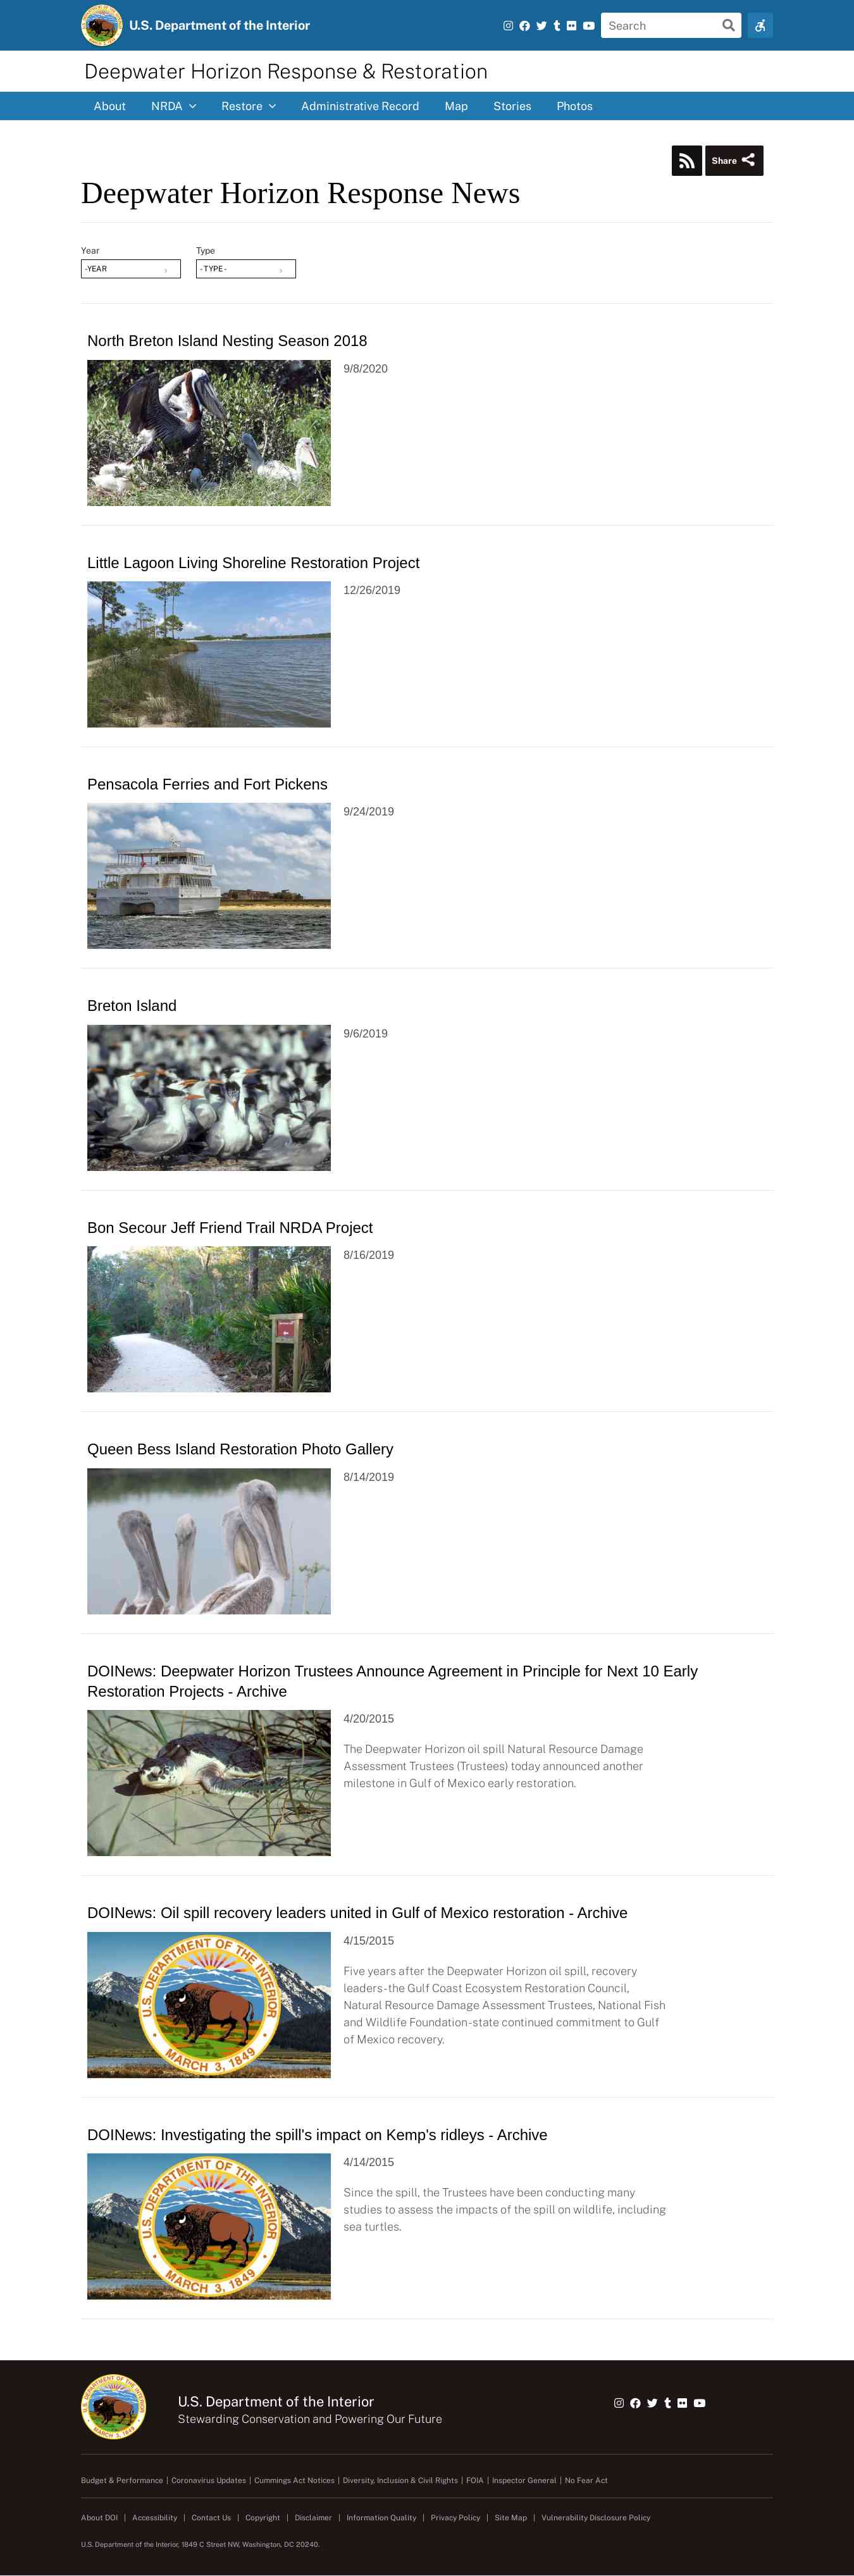 U.S. Department of the Interior
Search
Deepwater Horizon Response & Restoration
About NRDA Restore Administrative Record Map Stories Photos
Share
Deepwater Horizon Response News
Year Type
-YEAR - TYPE -
North Breton Island Nesting Season 2018
9/8/2020
Little Lagoon Living Shoreline Restoration Project
12/26/2019
Pensacola Ferries and Fort Pickens
9/24/2019
Breton Island
9/6/2019
Bon Secour Jeff Friend Trail NRDA Project
8/16/2019
Queen Bess Island Restoration Photo Gallery
8/14/2019
DOINews: Deepwater Horizon Trustees Announce Agreement in Principle for Next 10 Early
Restoration Projects - Archive
4/20/2015
The Deepwater Horizon oil spill Natural Resource Damage
Assessment Trustees (Trustees) today announced another
milestone in Gulf of Mexico early restoration.
DOINews: Oil spill recovery leaders united in Gulf of Mexico restoration - Archive
U.S. DEPARTMENT OF THE INTERIOR
MARCH 3, 1849
4/15/2015
Five years after the Deepwater Horizon oil spill, recovery
leaders-the Gulf Coast Ecosystem Restoration Council,
Natural Resource Damage Assessment Trustees, National Fish
and Wildlife Foundation-state continued commitment to Gulf
of Mexico recovery.
DOINews: Investigating the spill's impact on Kemp's ridleys - Archive
U.S. DEPARTMENT OF THE INTERIOR
MARCH 3, 1849
4/14/2015
Since the spill, the Trustees have been conducting many
studies to assess the impacts of the spill on wildlife, including
sea turtles.
U.S. DEPARTMENT OF THE INTERIOR
MARCH 3, 1849
U.S. Department of the Interior
Stewarding Conservation and Powering Our Future
Budget & Performance | Coronavirus Updates | Cummings Act Notices | Diversity, Inclusion & Civil Rights | FOIA | Inspector General | No Fear Act
About DOI | Accessibility | Contact Us | Copyright | Disclaimer | Information Quality | Privacy Policy | Site Map | Vulnerability Disclosure Policy
U.S. Department of the Interior, 1849 C Street NW, Washington, DC 20240.